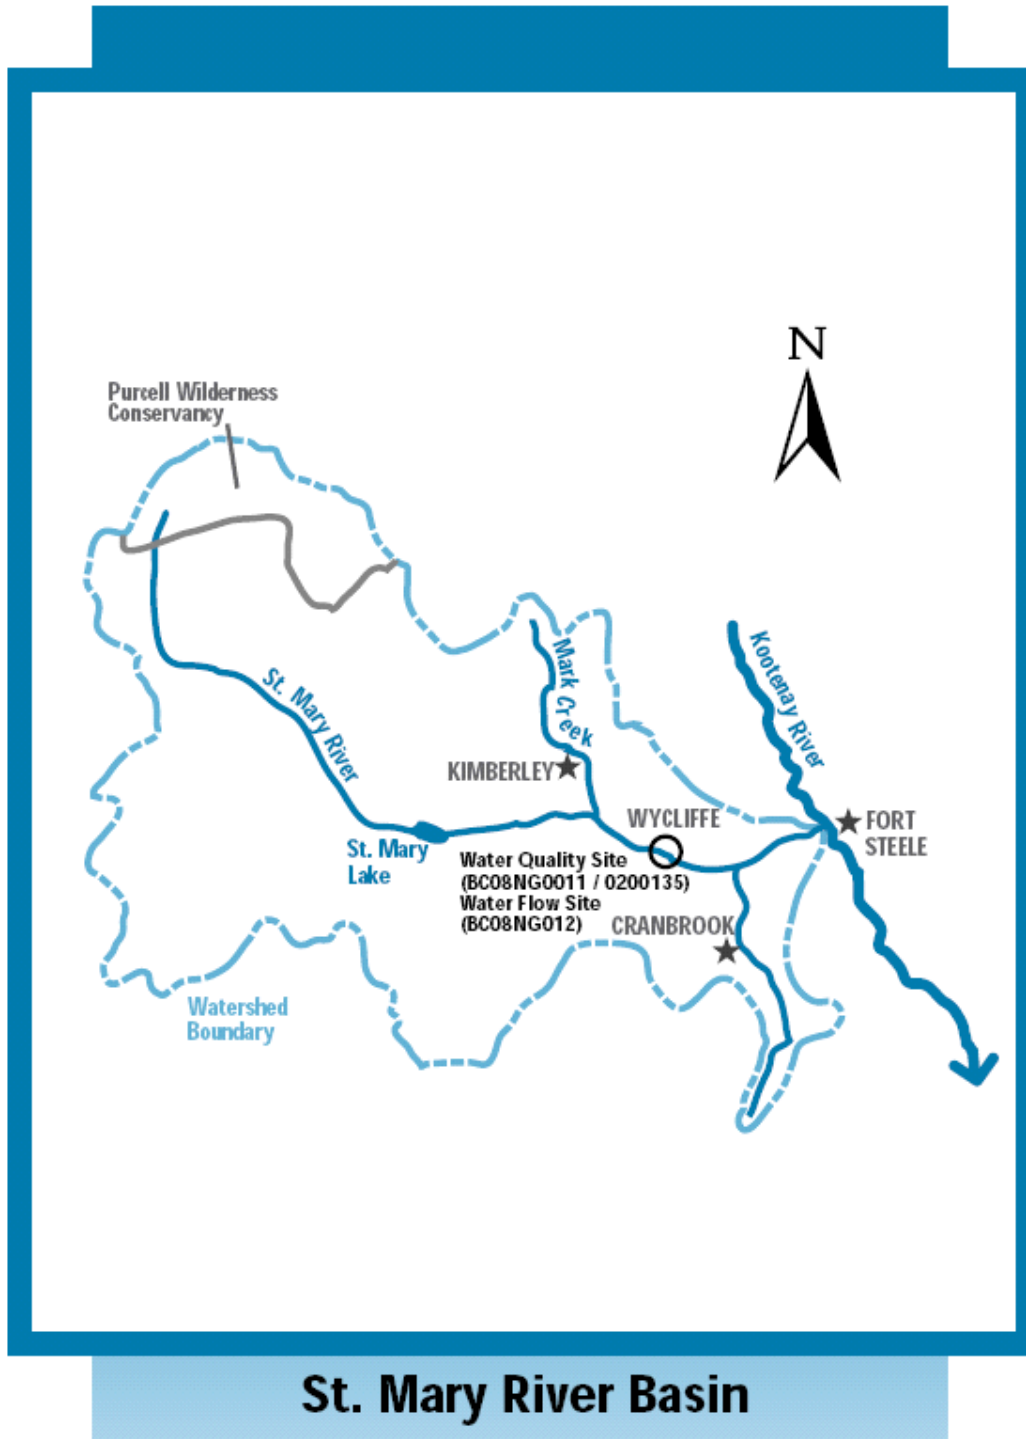 N
Purcell Wilderness
Conservancy
St. Mary River
Mark Creek
Kootenay River
KIMBERLEY
WYCLIFFE
FORT
STEELE
St. Mary
Lake
Water Quality Site
(BC08NG0011 / 0200135)
Water Flow Site
(BC08NG012)
CRANBROOK
Watershed
Boundary
St. Mary River Basin